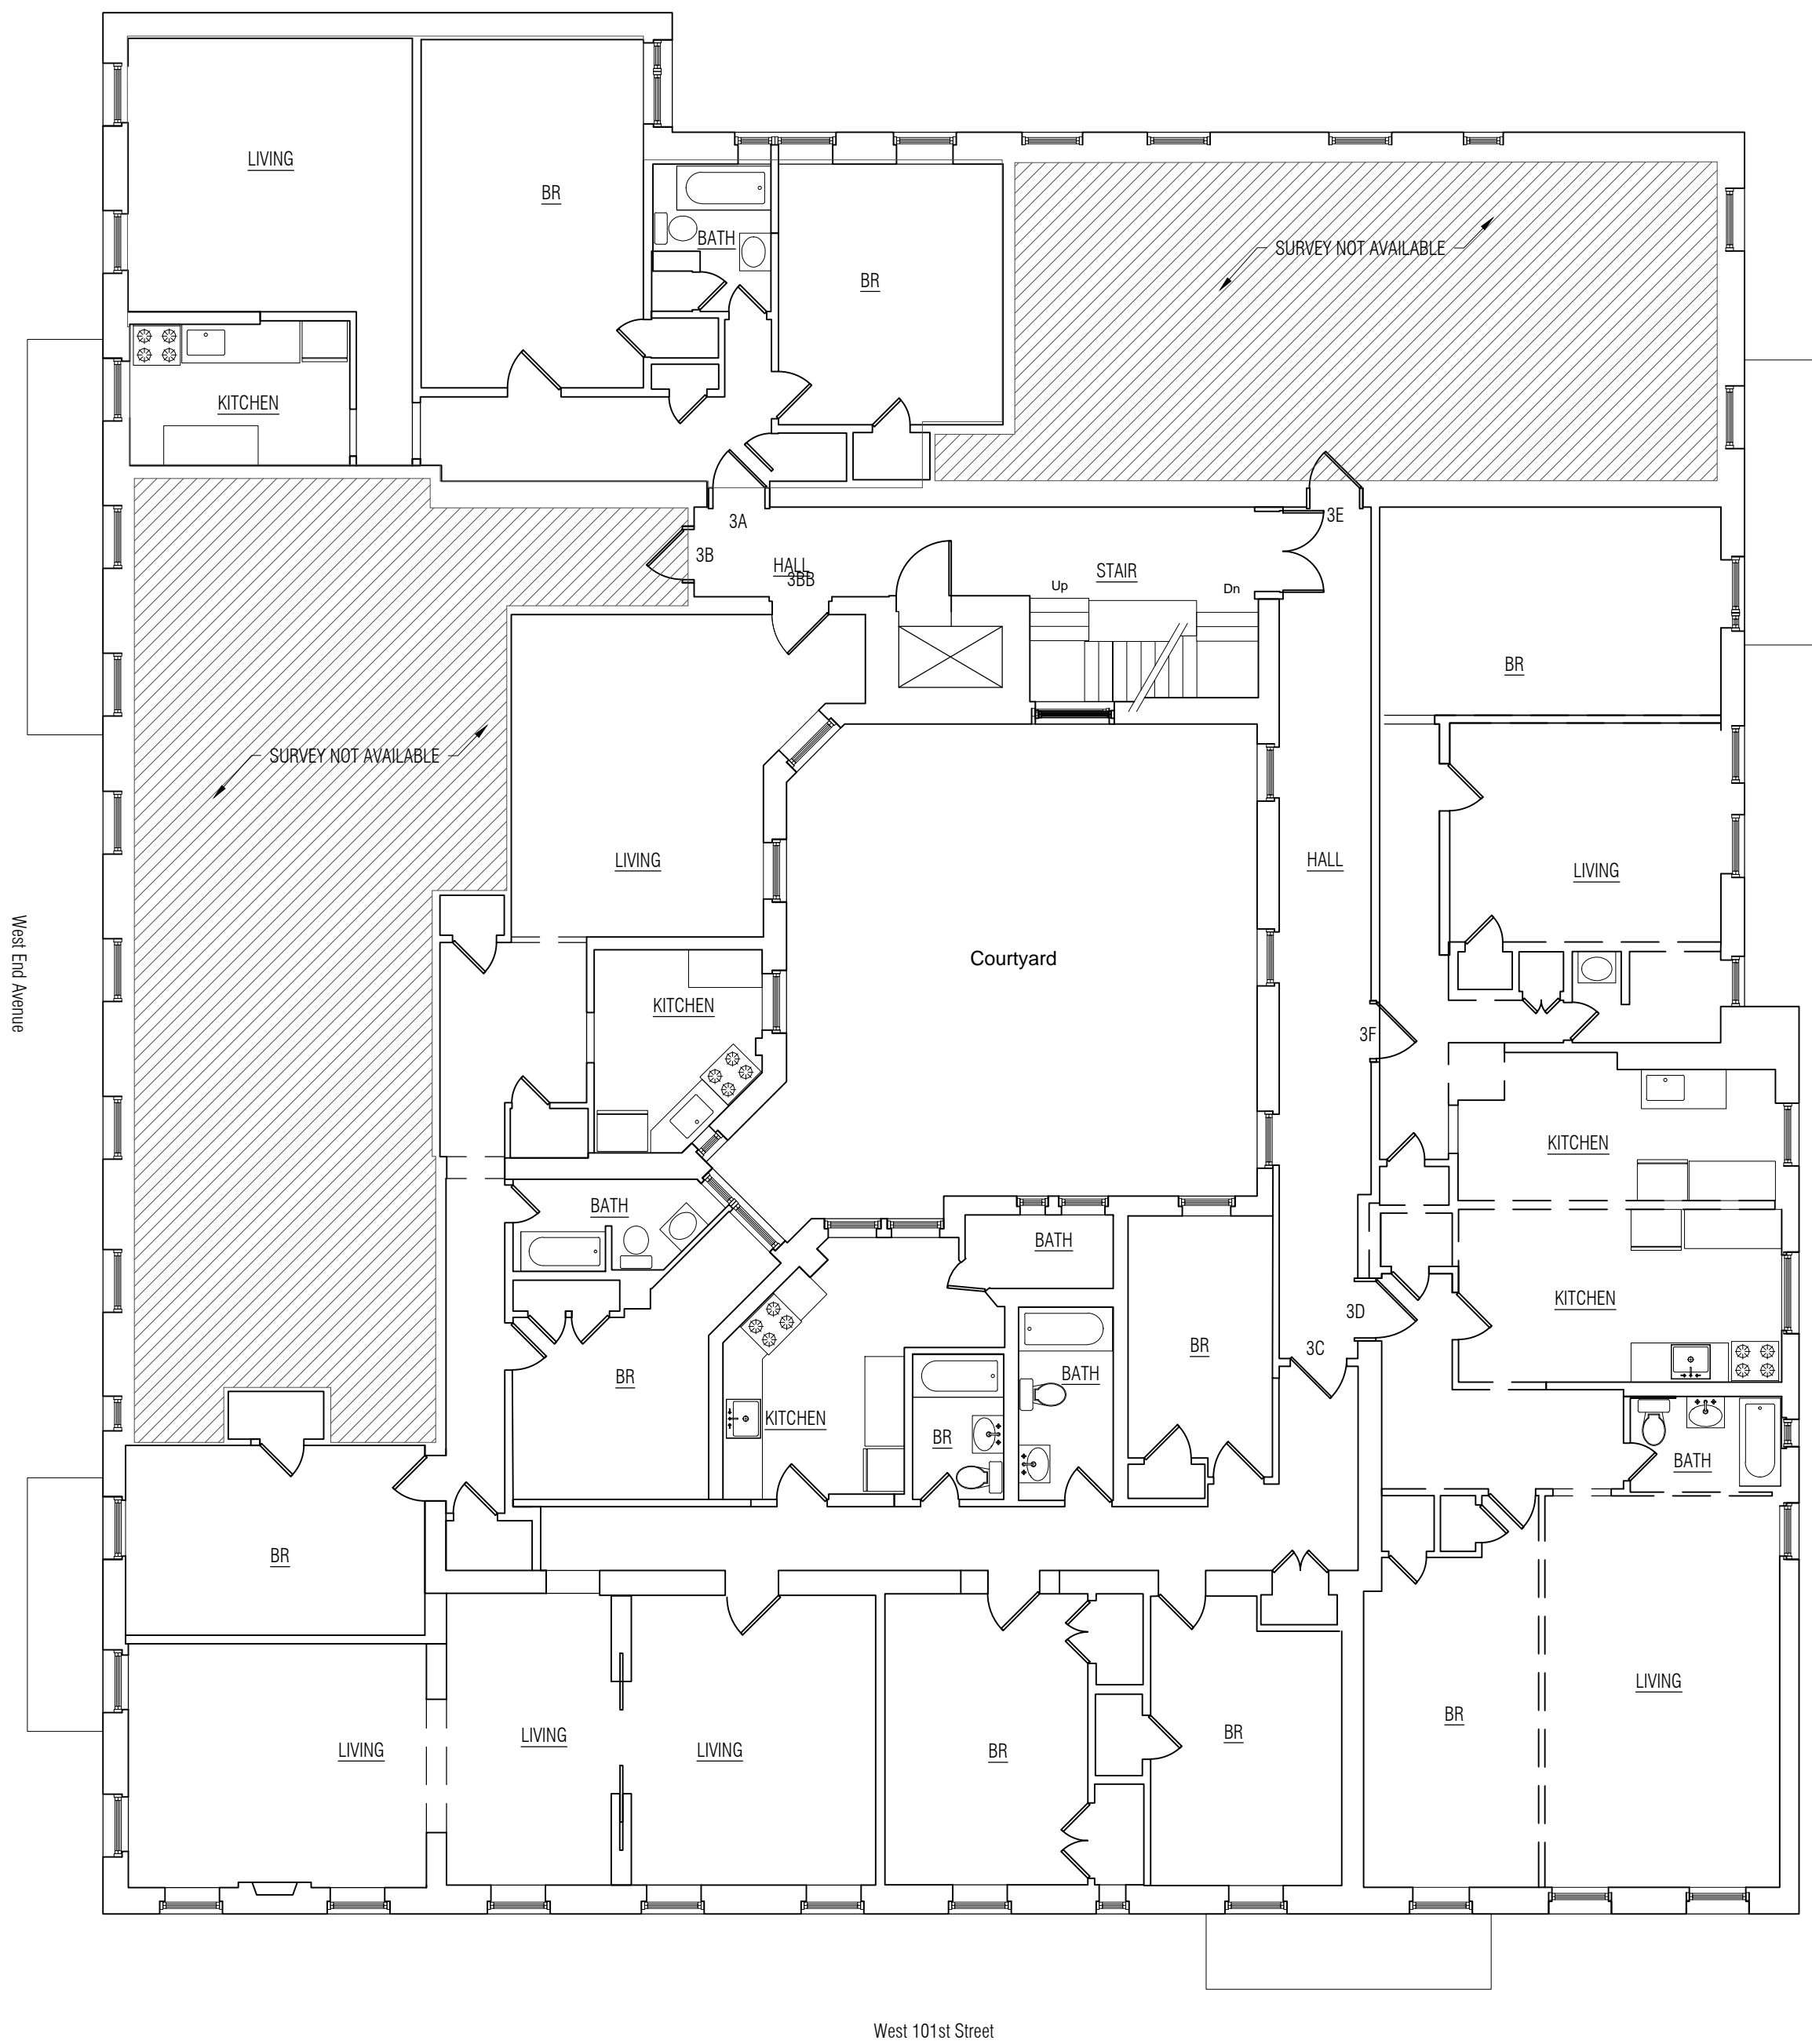 LIVING
BR
BATH
SURVEY NOT AVAILABLE
BR
KITCHEN
3A
3E
3B
HALL
3BB
STAIR
Up
Dn
BR
SURVEY NOT AVAILABLE
LIVING
HALL
LIVING
West End Avenue
Courtyard
KITCHEN
3F
KITCHEN
BATH
BATH
KITCHEN
3D
3C
BR
BR
BATH
KITCHEN
BR
BATH
BR
LIVING
BR
LIVING
LIVING
LIVING
BR
BR
West 101st Street